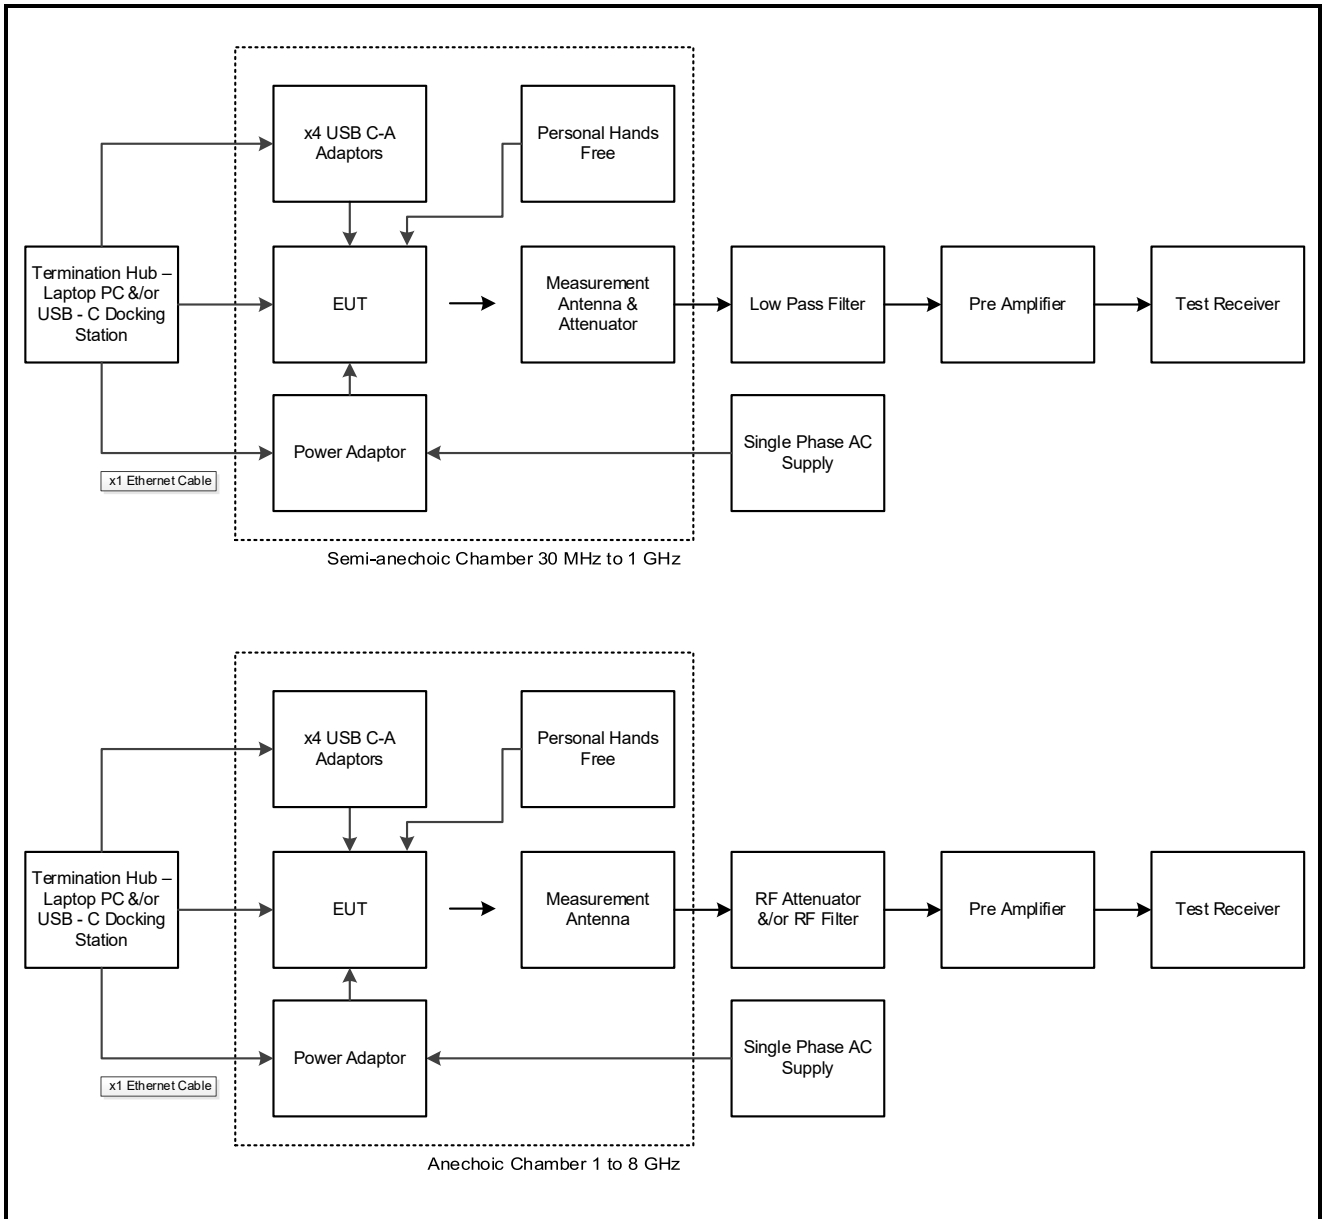 x4 USB C-A
Adaptors
Personal Hands
Free
Termination Hub –
Laptop PC &/or
USB - C Docking
Station
EUT
Measurement
Antenna &
Attenuator
Low Pass Filter
Pre Amplifier
Test Receiver
Power Adaptor
Single Phase AC
Supply
x1 Ethernet Cable
Semi-anechoic Chamber 30 MHz to 1 GHz
x4 USB C-A
Adaptors
Personal Hands
Free
Termination Hub –
Laptop PC &/or
USB - C Docking
Station
EUT
Measurement
Antenna
RF Attenuator
&/or RF Filter
Pre Amplifier
Test Receiver
Power Adaptor
Single Phase AC
Supply
x1 Ethernet Cable
Anechoic Chamber 1 to 8 GHz